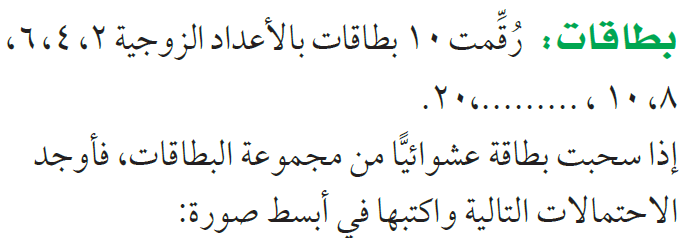 بطاقات: رُقِّمت ١٠ بطاقات بالأعداد الزوجية ٢، ٤، ٦،
٨، ١٠ ، ..........،٢٠.
إذا سحبت بطاقة عشوائيًّا من مجموعة البطاقات، فأوجد
الاحتمالات التالية واكتبها في أبسط صورة: